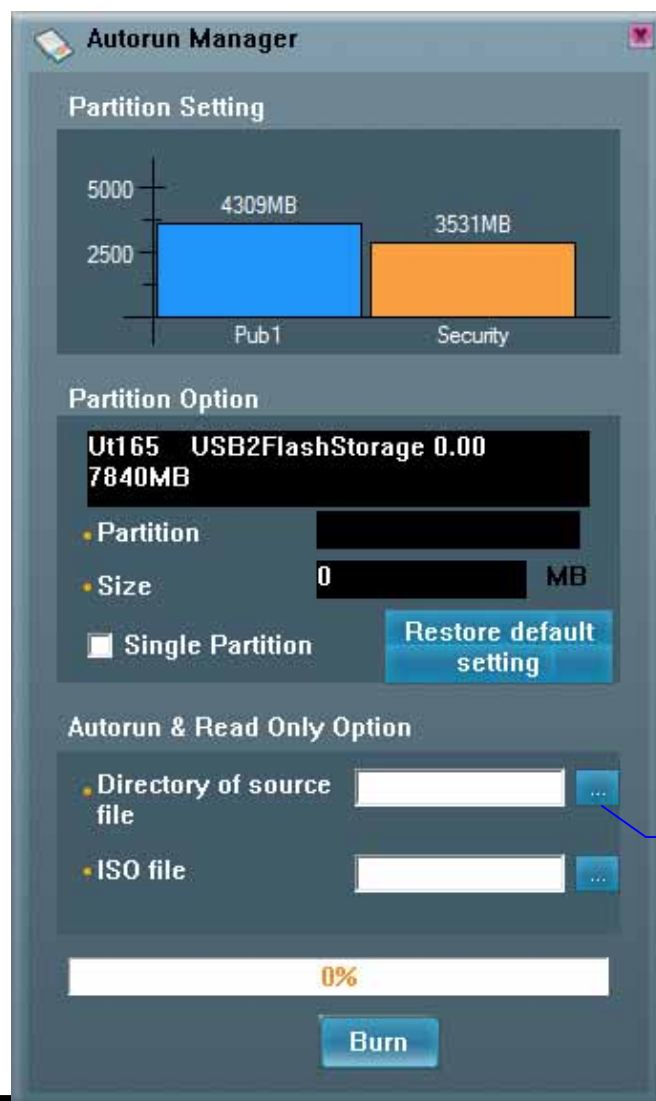 Autorun Manager
Partition Setting
5000
4309MB
3531MB
2500
Pub1 Security
Partition Option
Ut165 USB2FlashStorage 0.00
7840MB
Partition
Size 0 MB
Single Partition
Restore default
setting
Autorun & Read Only Option
Directory of source
file
...
ISO file
...
0%
Burn